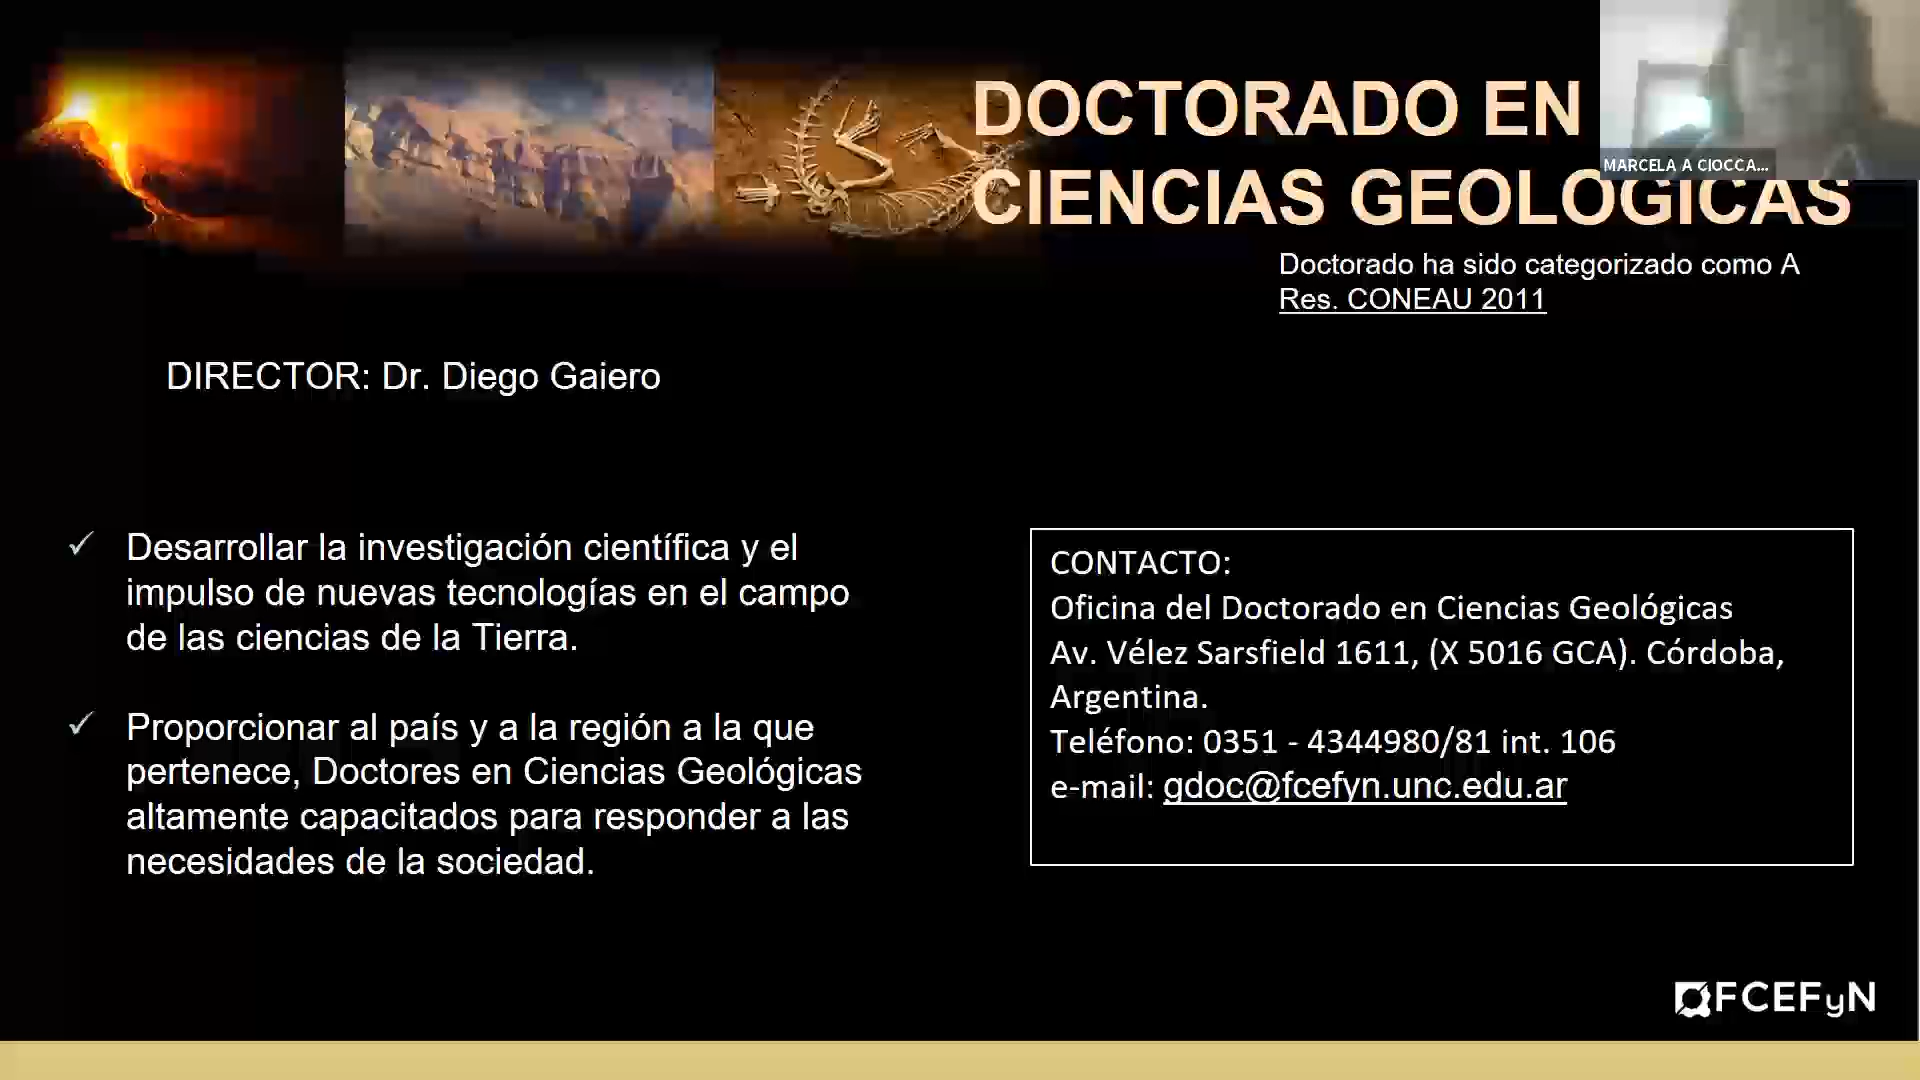 DOCTORADO EN
CIENCIAS GEOLOGICAS
MARCELA A CIOCCA...
Doctorado ha sido categorizado como A
Res. CONEAU 2011
DIRECTOR: Dr. Diego Gaiero
✓ Desarrollar la investigación científica y el
impulso de nuevas tecnologías en el campo
de las ciencias de la Tierra.
✓ Proporcionar al país y a la región a la que
pertenece, Doctores en Ciencias Geológicas
altamente capacitados para responder a las
necesidades de la sociedad.
CONTACTO:
Oficina del Doctorado en Ciencias Geológicas
Av. Vélez Sarsfield 1611, (X 5016 GCA). Córdoba,
Argentina.
Teléfono: 0351 - 4344980/81 int. 106
e-mail: gdoc@fcefyn.unc.edu.ar
FCEFyN